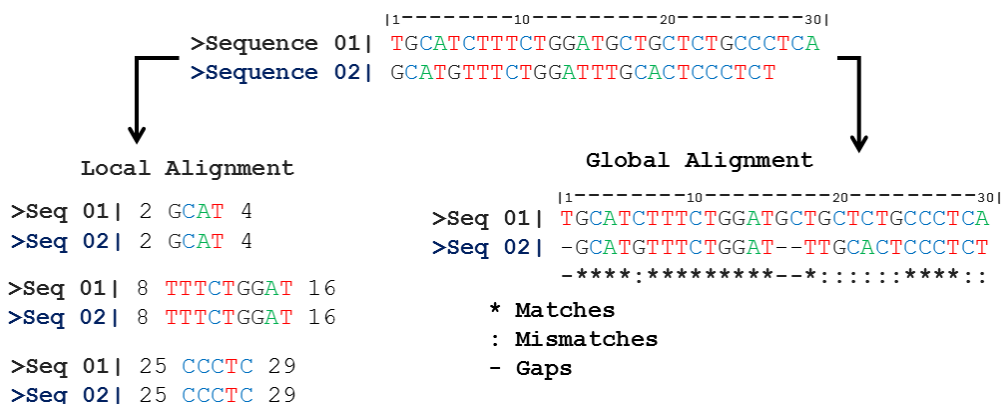 |1--------10---------20---------30|
>Sequence 01| TGCATCTTTCTGGATGCTGCTCTGCCCTCA
>Sequence 02| GCATGTTTCTGGATTTGCACTCCCTCT
Local Alignment
>Seq 01| 2 GCAT 4
>Seq 02| 2 GCAT 4
>Seq 01| 8 TTTCTGGAT 16
>Seq 02| 8 TTTCTGGAT 16
>Seq 01| 25 CCCTC 29
>Seq 02| 25 CCCTC 29
Global Alignment
|1--------10---------20---------30|
>Seq 01| TGCATCTTTCTGGATGCTGCTCTGCCCTCA
>Seq 02| -GCATGTTTCTGGAT--TTGCACTCCCTCT
-****:*********--*::::::****::
* Matches
: Mismatches
- Gaps